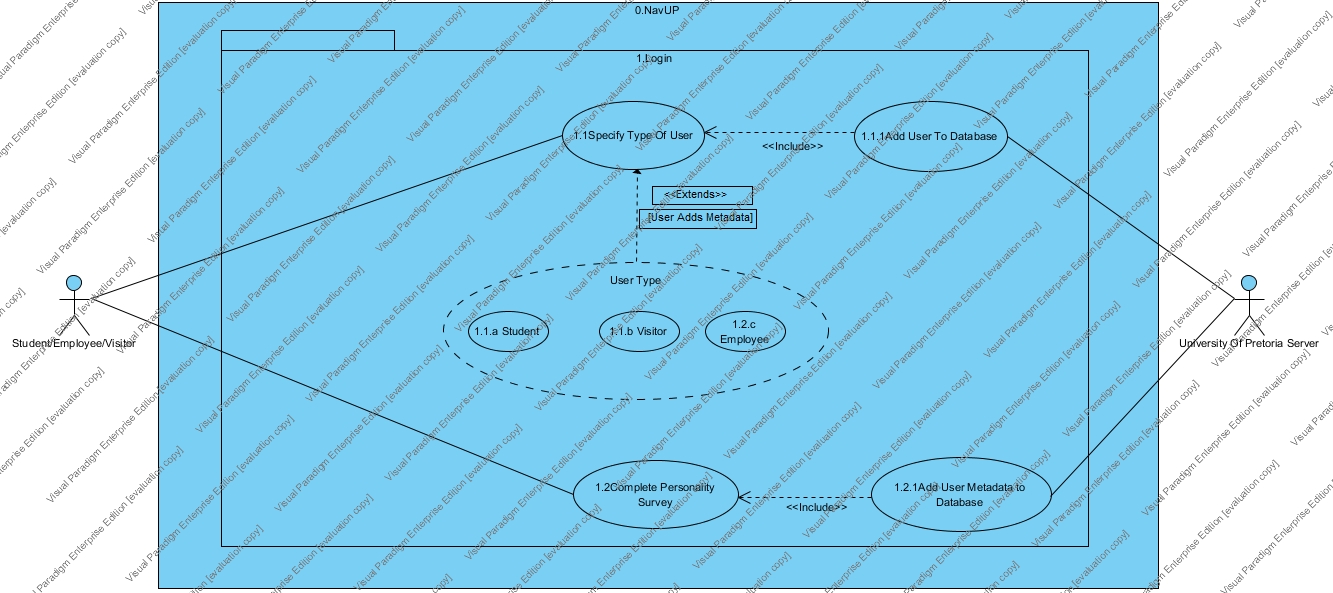 0.NavUP
1.Login
1.1Specify Type Of User
1.1.1Add User To Database
<<Include>>
<<Extends>>
[User Adds Metadata]
User Type
1.1.a Student
1.1.b Visitor
1.2.c
Employee
Student/Employee/Visitor
University Of Pretoria Server
1.2Complete Personality
Survey
1.2.1Add User Metadata to
Database
<<Include>>
Visual Paradigm Enterprise Edition [evaluation copy]